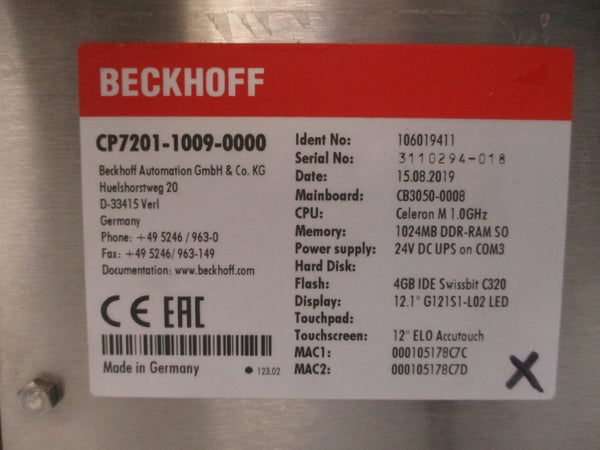 BECKHOFF
CP7201-1009-0000
Beckhoff Automation GmbH & Co. KG
Huelshorstweg 20
D-33415 Verl
Germany
Phone: +49 5246 / 963-0
Fax: +49 5246/ 963-149
Documentation: www.beckhoff.com
CE EAC
Made in Germany
123.02
Ident No: 106019411
Serial No: 3110294-018
Date: 15.08.2019
Mainboard: CB3050-0008
CPU: Celeron M 1.0GHz
Memory: 1024MB DDR-RAM SO
Power supply: 24V DC UPS on COM3
Hard Disk:
Flash: 4GB IDE Swissbit C320
Display: 12.1" G121S1-L02 LED
Touchpad:
Touchscreen: 12" ELO Accutouch
MAC1: 000105178C7C
MAC2: 000105178C7D
X